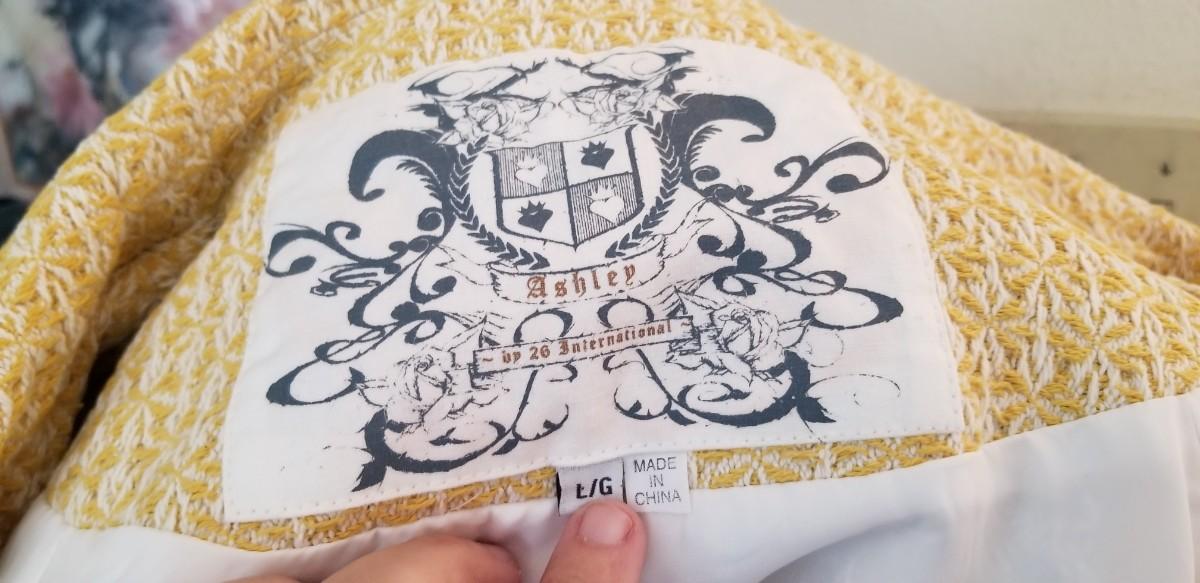 Ashley
~ by 26 International ~
L/G
MADE
IN
CHINA